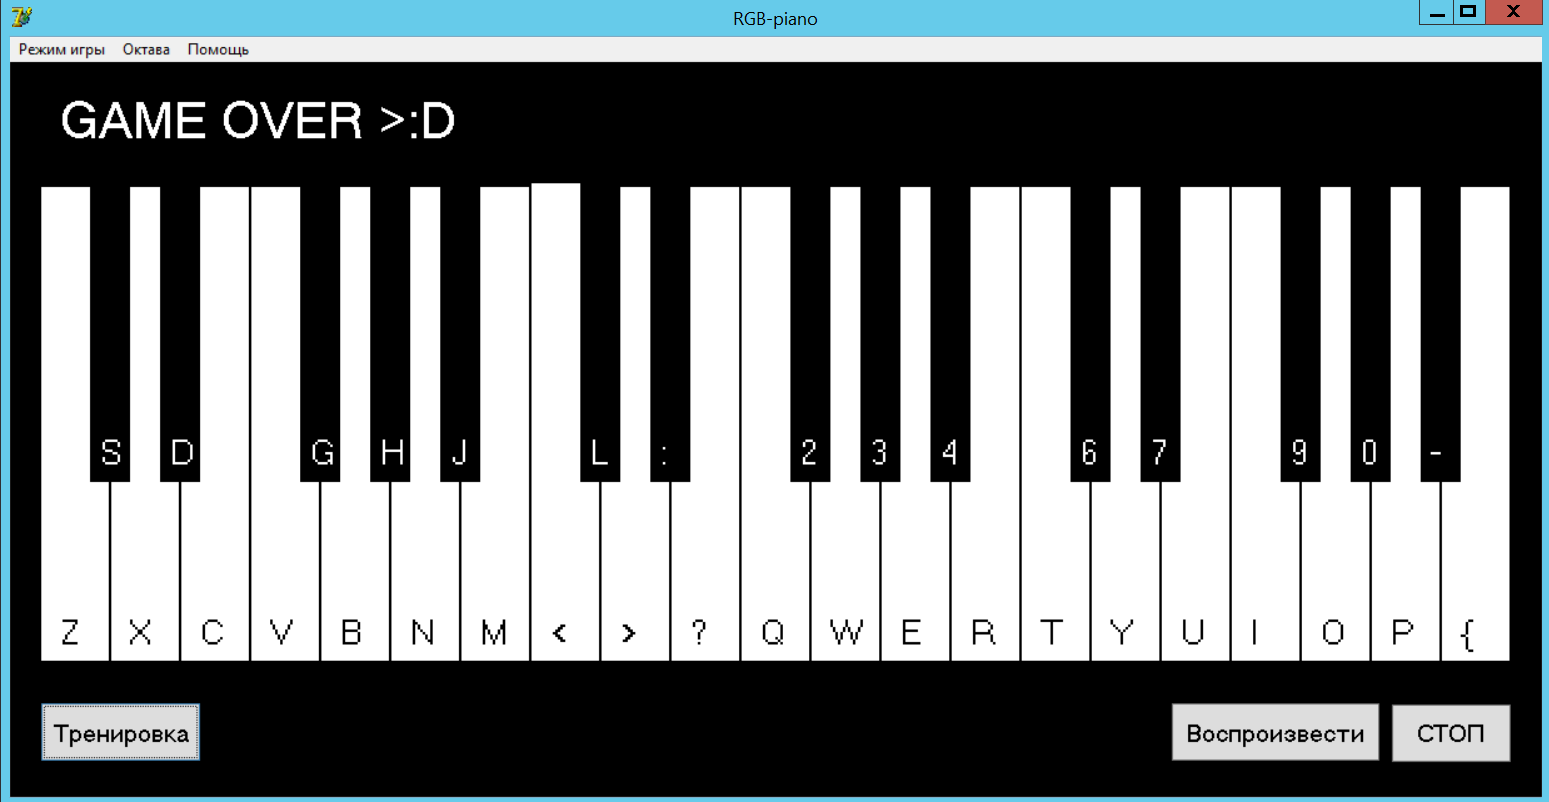 RGB-piano
Режим игры Октава Помощь
GAME OVER >:D
S D G H J L : 2 3 4 6 7 9 0 -
Z X C V B N M < > ? Q W E R T Y U I O P {
Тренировка Воспроизвести СТОП